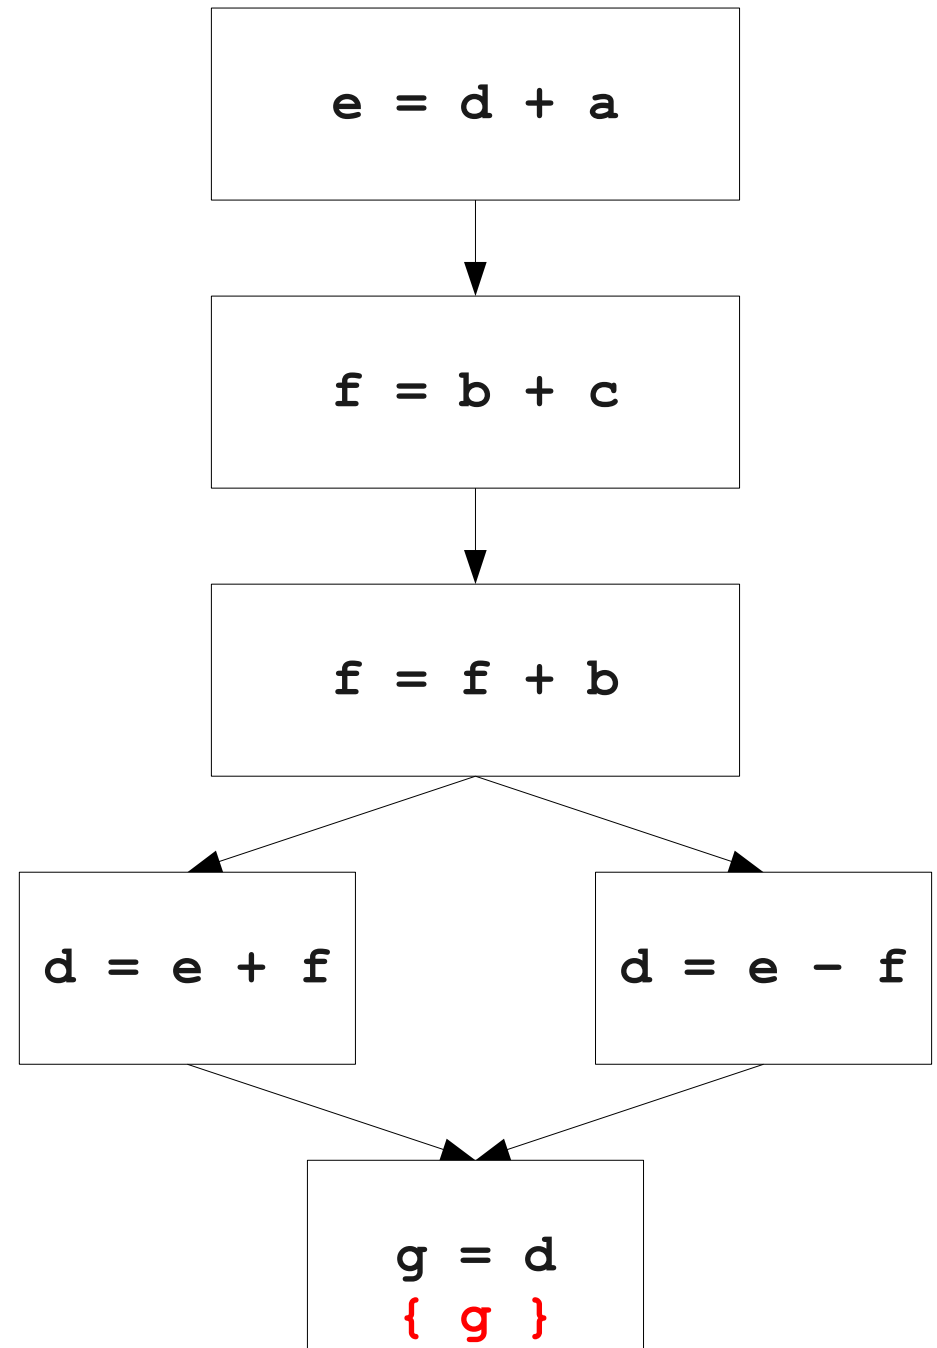 e = d + a
f = b + c
f = f + b
d = e + f
d = e - f
g = d
{ g }